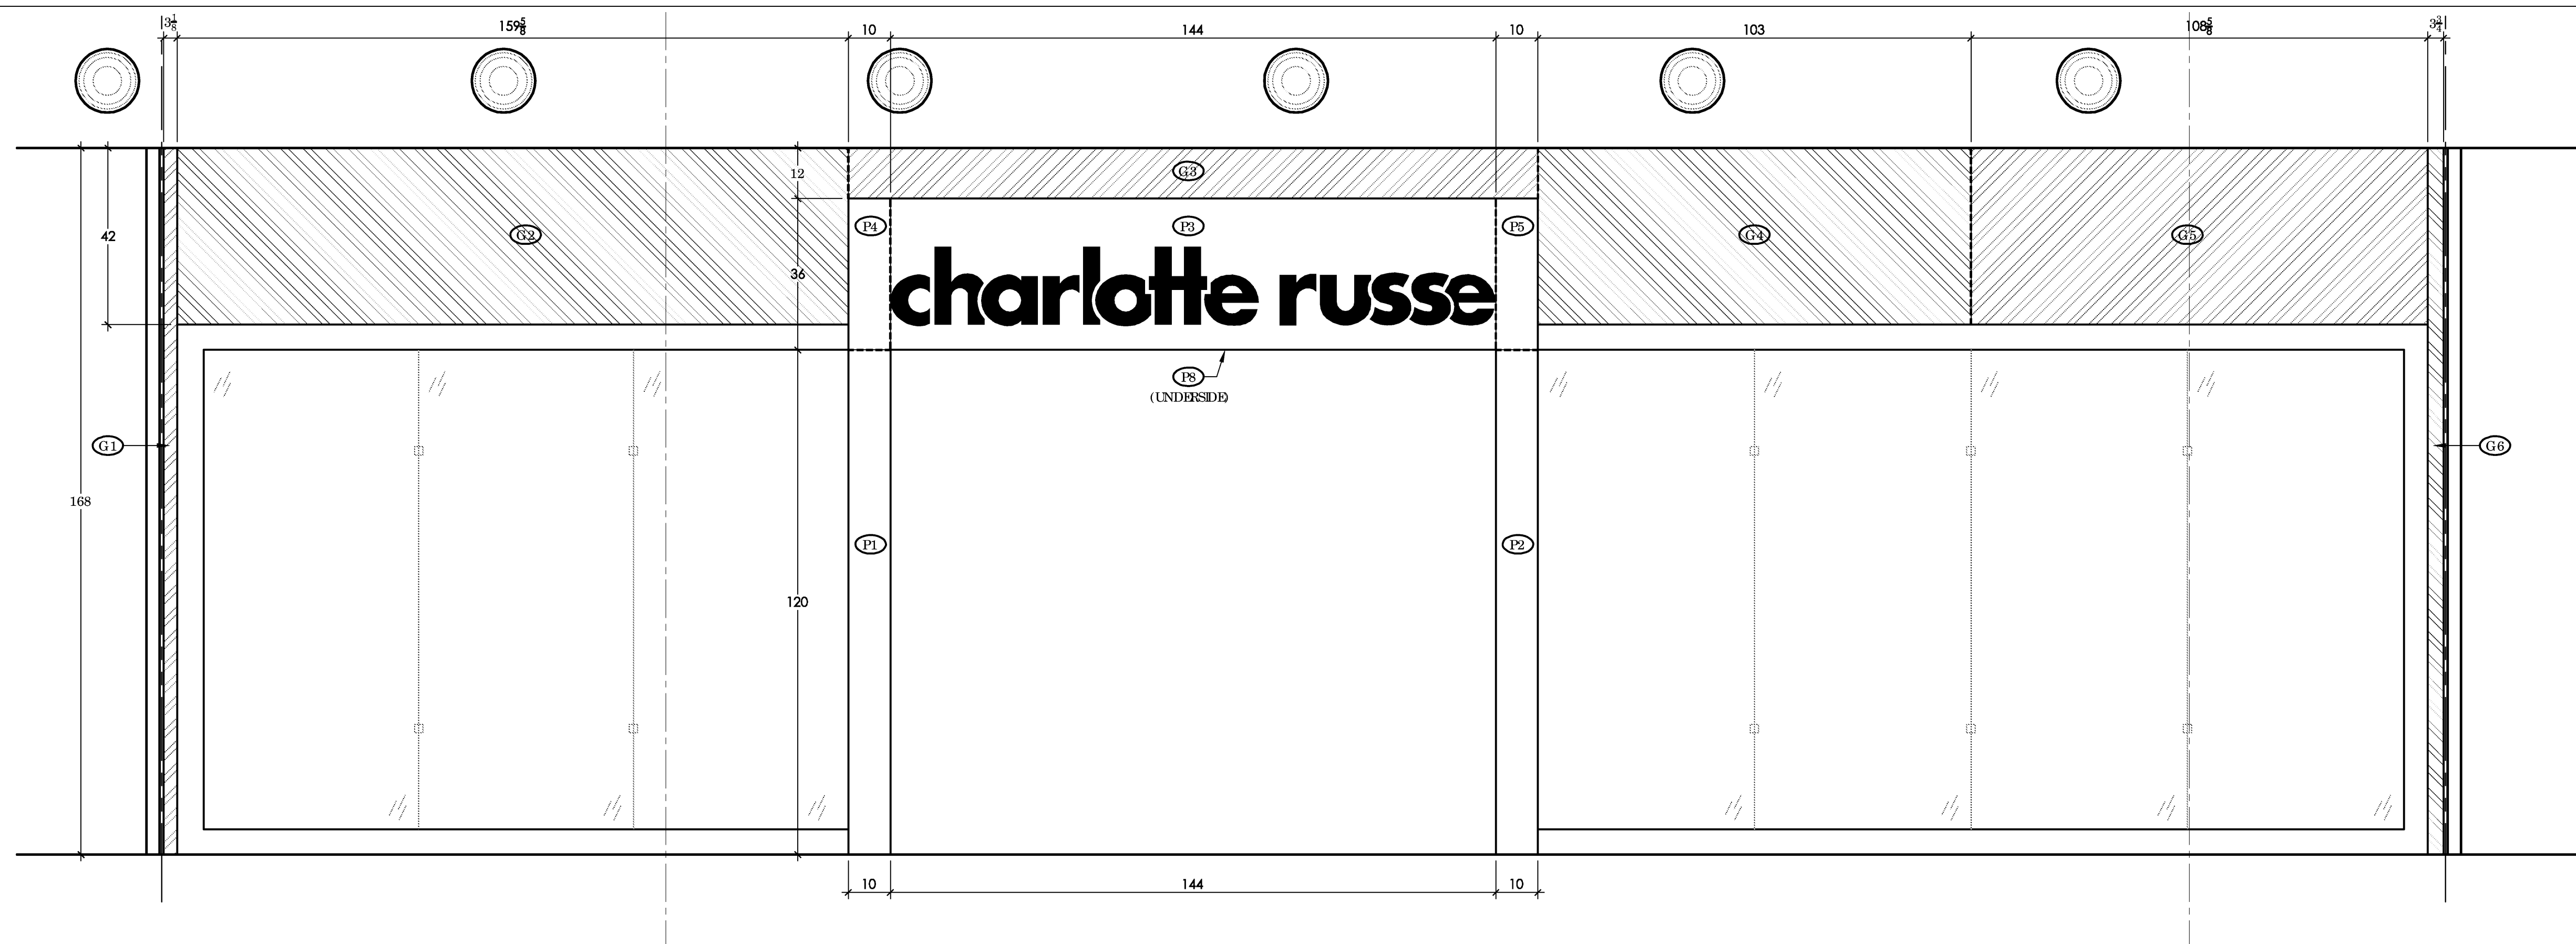 3 1/8 159 5/8 10 144 10 103 108 5/8 3 3/4
12 G3
P4 P3 P5
42 G2 G4 G5
36 charlotte russe
P8
(UNDERSIDE)
G1 G6
168
P1 P2
120
10 144 10